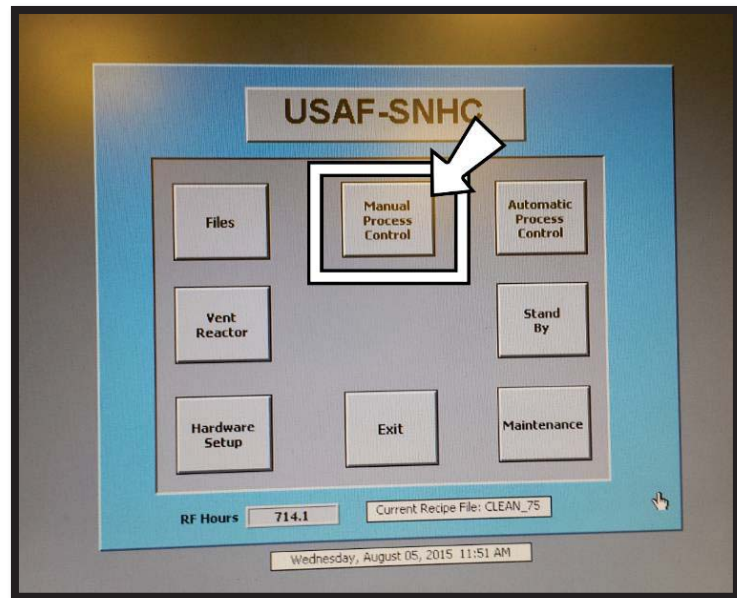 USAF-SNHC
Files
Manual
Process
Control
Automatic
Process
Control
Vent
Reactor
Stand
By
Hardware
Setup
Exit
Maintenance
RF Hours 714.1
Current Recipe File: CLEAN_75
Wednesday, August 05, 2015 11:51 AM